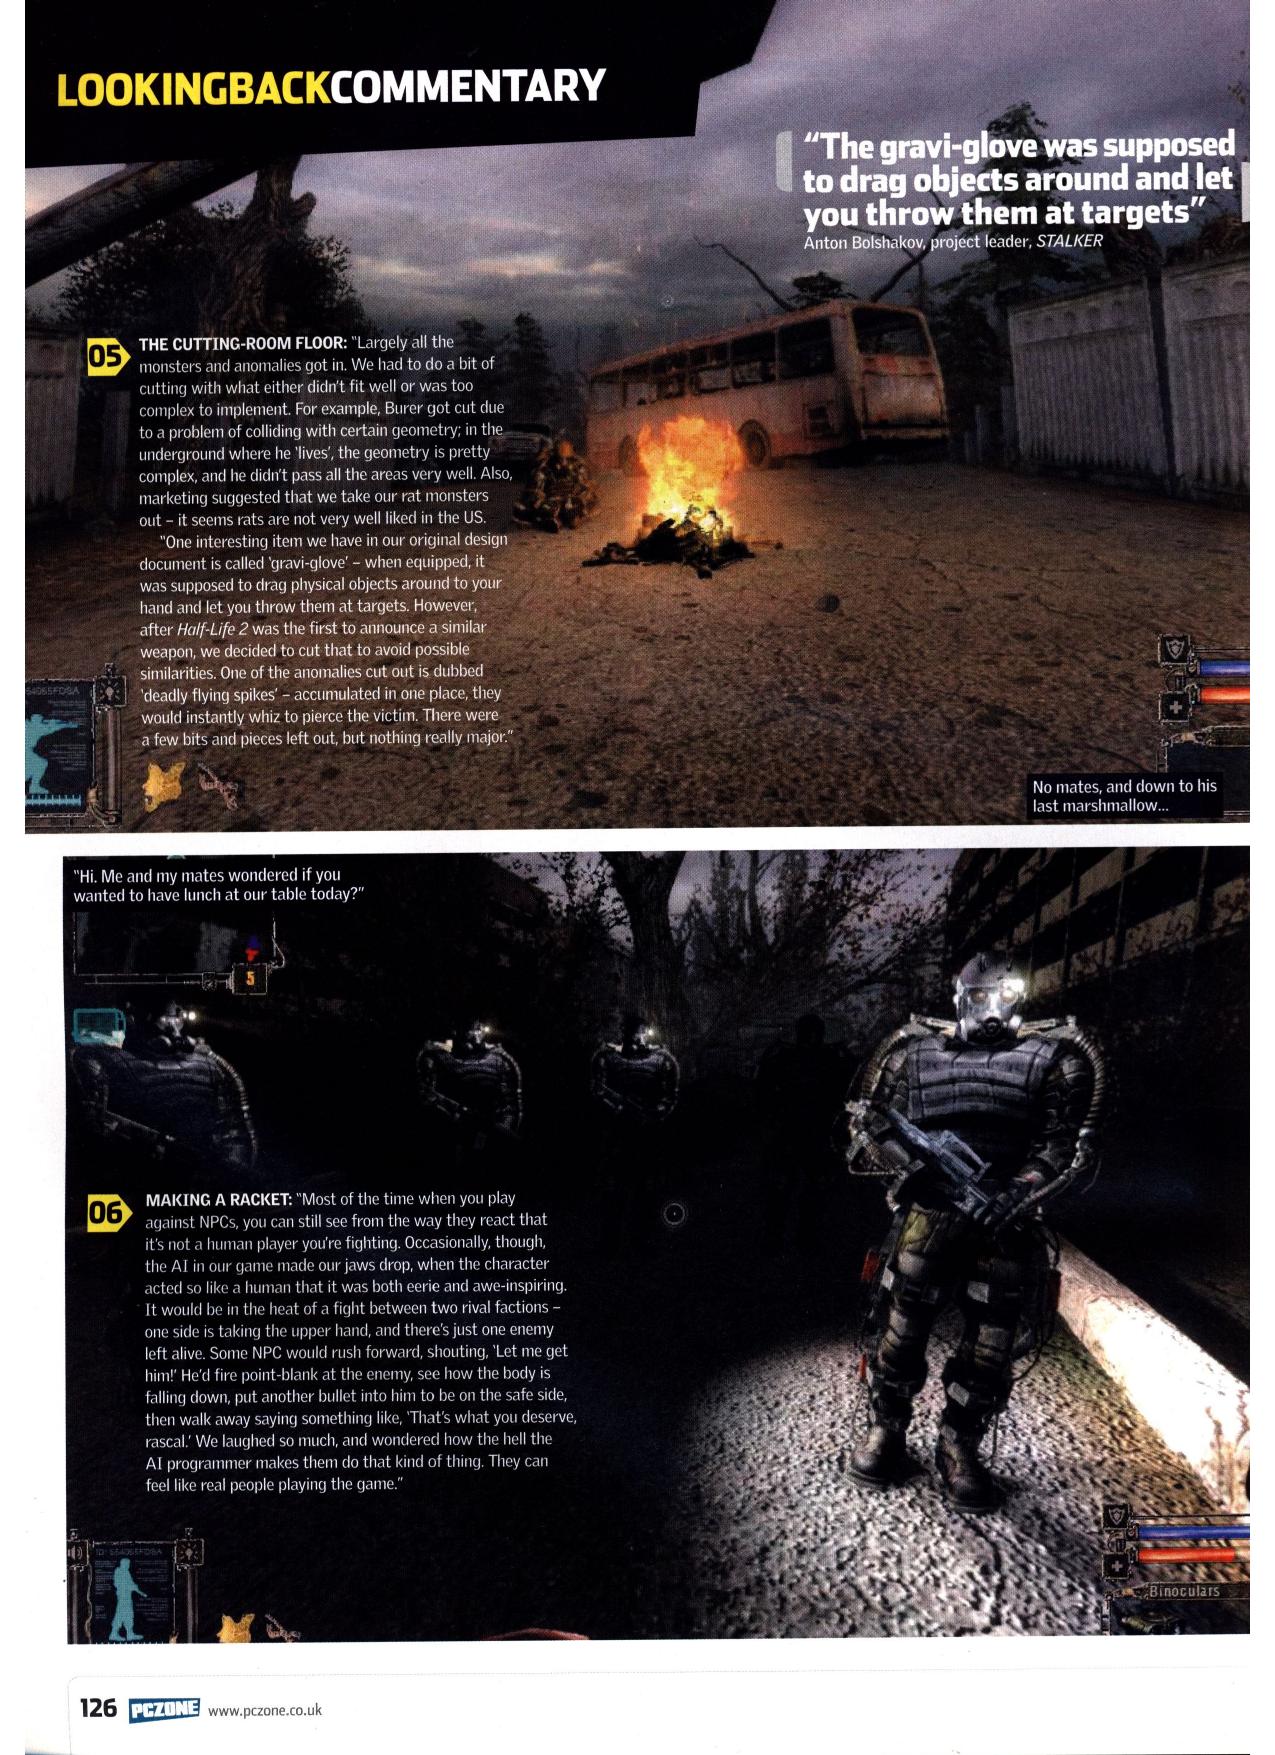 LOOKINGBACKCOMMENTARY
“The gravi-glove was supposed
to drag objects around and let
you throw them at targets”
Anton Bolshakov, project leader, STALKER
05
THE CUTTING-ROOM FLOOR: “Largely all the
monsters and anomalies got in. We had to do a bit of
cutting with what either didn’t fit well or was too
complex to implement. For example, Burer got cut due
to a problem of colliding with certain geometry; in the
underground where he ‘lives’, the geometry is pretty
complex, and he didn’t pass all the areas very well. Also,
marketing suggested that we take our rat monsters
out – it seems rats are not very well liked in the US.
“One interesting item we have in our original design
document is called ‘gravi-glove’ – when equipped, it
was supposed to drag physical objects around to your
hand and let you throw them at targets. However,
after Half-Life 2 was the first to announce a similar
weapon, we decided to cut that to avoid possible
similarities. One of the anomalies cut out is dubbed
‘deadly flying spikes’ – accumulated in one place, they
would instantly whiz to pierce the victim. There were
a few bits and pieces left out, but nothing really major.”
No mates, and down to his
last marshmallow...
“Hi. Me and my mates wondered if you
wanted to have lunch at our table today?”
5
06
MAKING A RACKET: “Most of the time when you play
against NPCs, you can still see from the way they react that
it’s not a human player you’re fighting. Occasionally, though,
the AI in our game made our jaws drop, when the character
acted so like a human that it was both eerie and awe-inspiring.
It would be in the heat of a fight between two rival factions –
one side is taking the upper hand, and there’s just one enemy
left alive. Some NPC would rush forward, shouting, ‘Let me get
him!’ He’d fire point-blank at the enemy, see how the body is
falling down, put another bullet into him to be on the safe side,
then walk away saying something like, ‘That’s what you deserve,
rascal.’ We laughed so much, and wondered how the hell the
AI programmer makes them do that kind of thing. They can
feel like real people playing the game.”
Binoculars
126 PCZONE www.pczone.co.uk